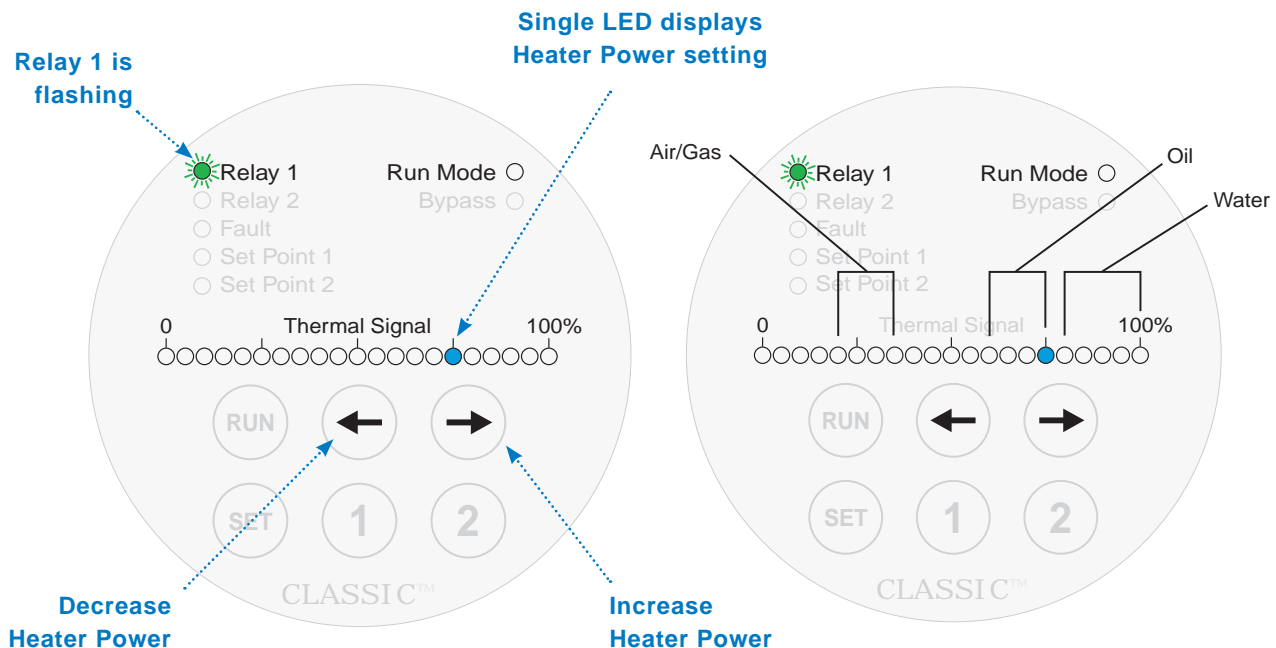 Single LED displays
Heater Power setting
Relay 1 is
flashing
Relay 1
Run Mode
Relay 2
Bypass
Fault
Set Point 1
Set Point 2
0
Thermal Signal
100%
RUN
SET
1
2
CLASSIC™
Decrease
Heater Power
Increase
Heater Power
Air/Gas
Oil
Water
Relay 1
Run Mode
Relay 2
Bypass
Fault
Set Point 1
Set Point 2
0
Thermal Signal
100%
RUN
SET
1
2
CLASSIC™